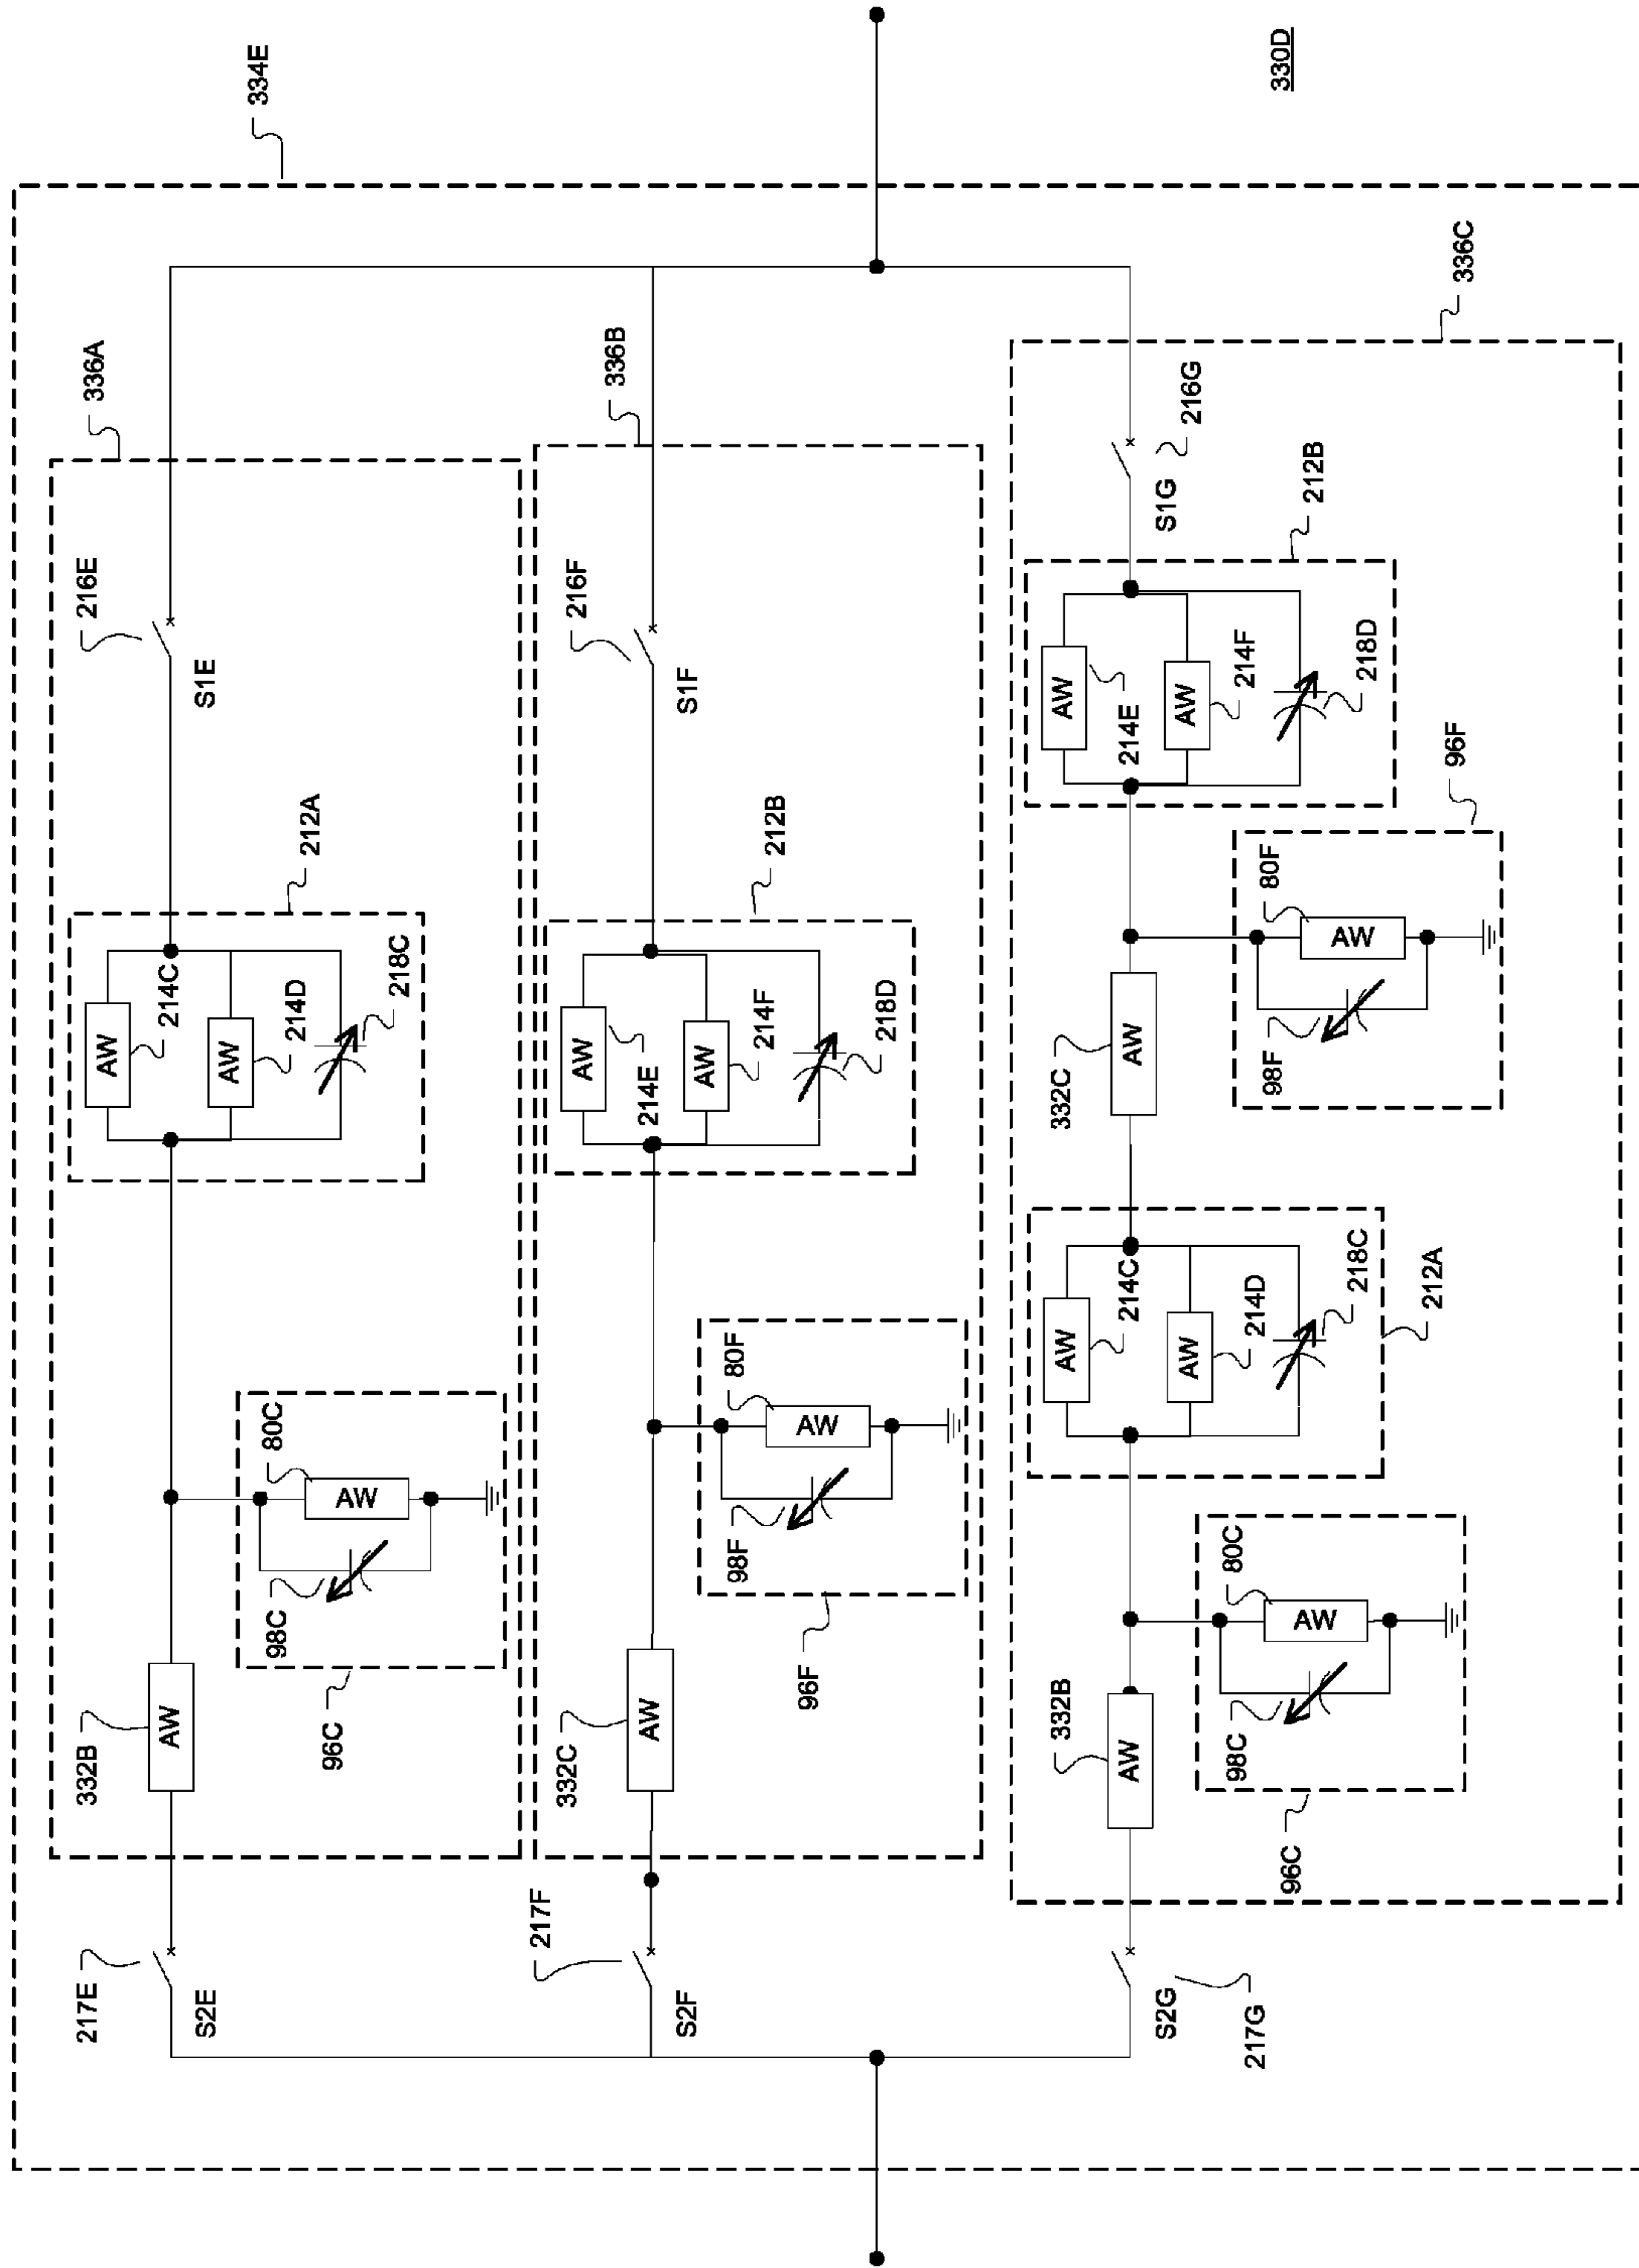 330D
334E
336A
216E
S1E
212A
AW
214C
AW
214D
218C
AW
80C
98C
96C
332B
AW
217E
S2E
336B
216F
S1F
212B
AW
214E
AW
214F
218D
AW
80F
98F
96F
332C
AW
217F
S2F
336C
216G
S1G
212B
AW
214E
AW
214F
218D
96F
80F
AW
98F
332C
AW
AW
214C
AW
214D
218C
212A
80C
AW
98C
96C
332B
AW
S2G
217G